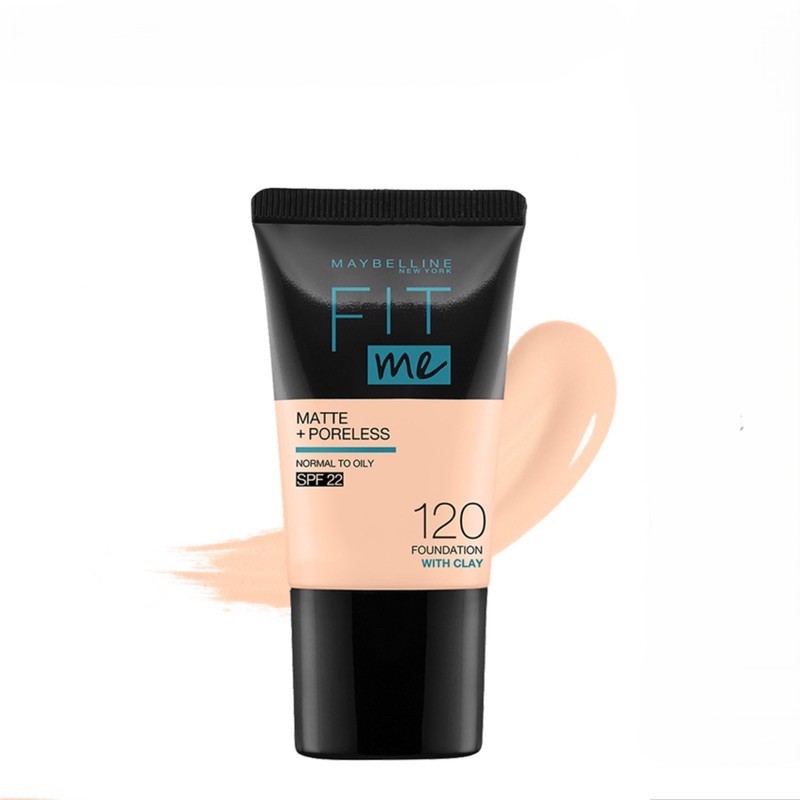 MAYBELLINE
NEW YORK
FIT
me
MATTE
+ PORELESS
NORMAL TO OILY
SPF 22
120
FOUNDATION
WITH CLAY